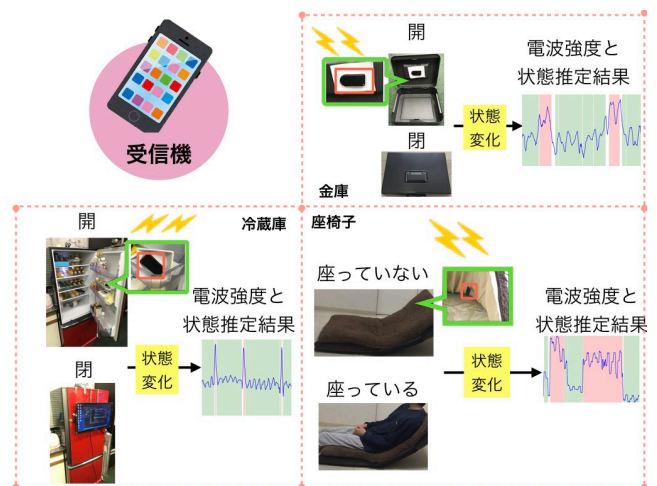 受信機
開
電波強度と
状態推定結果
状態
変化
閉
金庫
冷蔵庫
開
電波強度と
状態推定結果
状態
変化
閉
座椅子
座っていない
電波強度と
状態推定結果
状態
変化
座っている